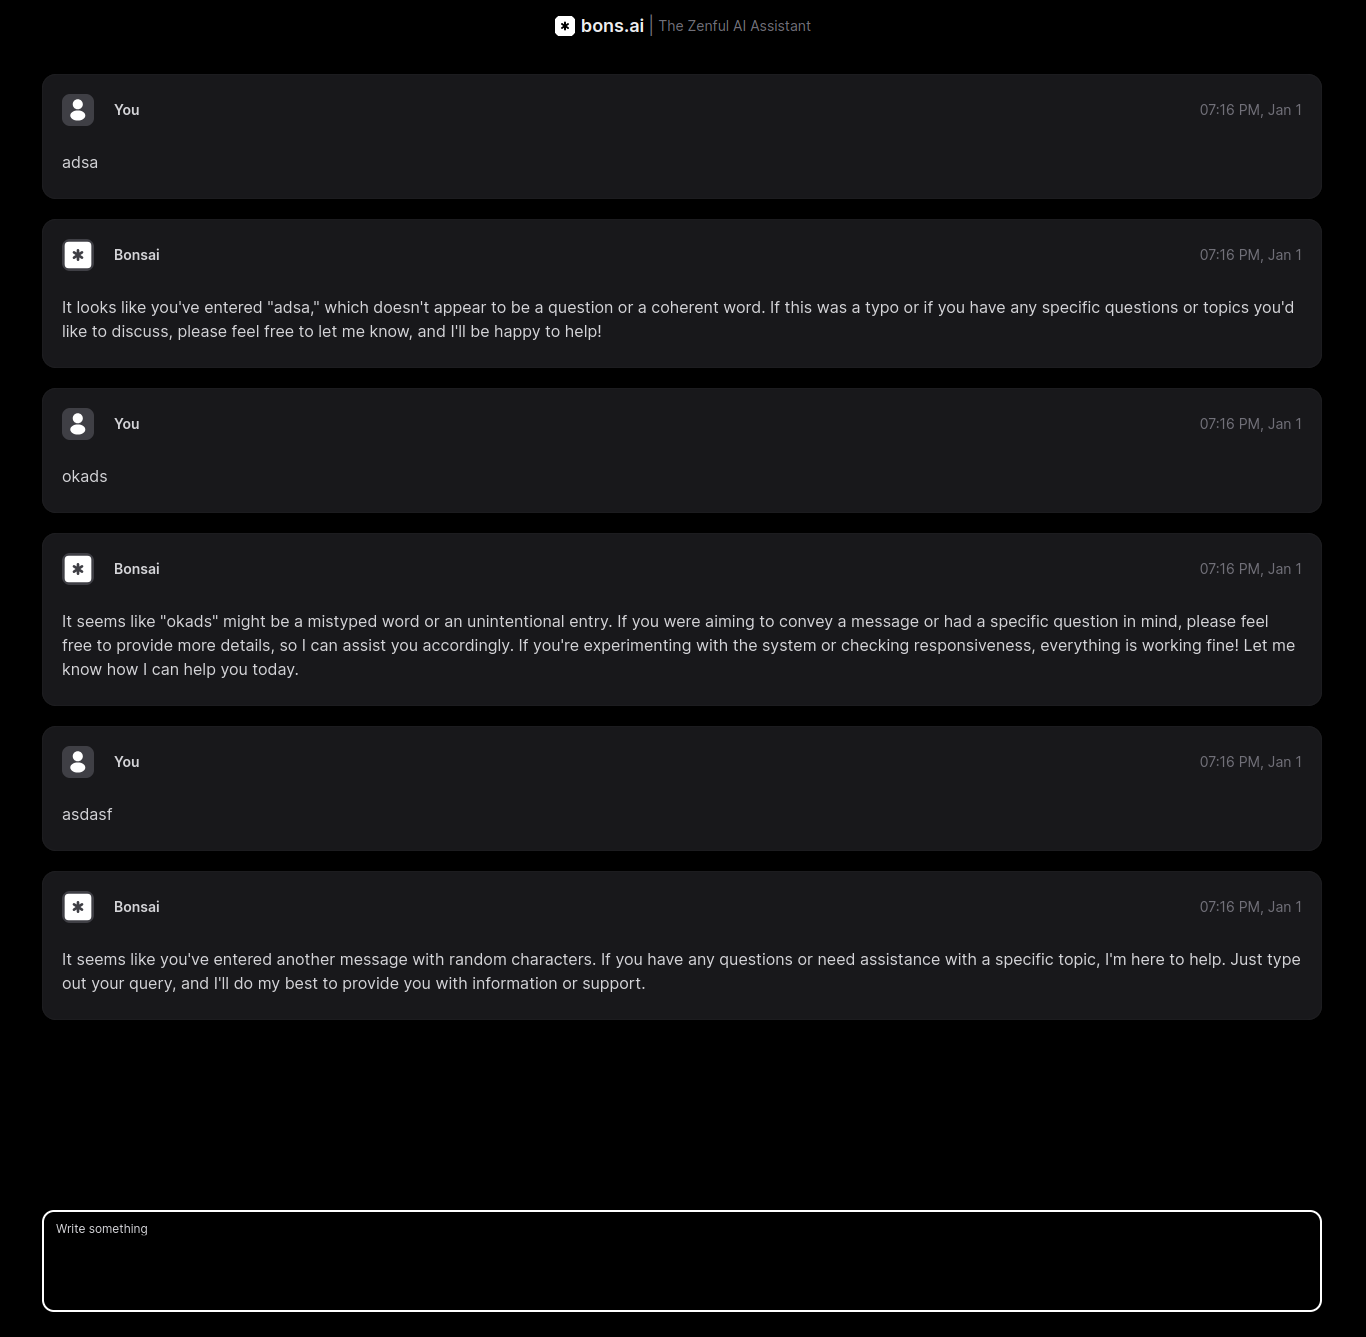 bons.ai | The Zenful AI Assistant
You 07:16 PM, Jan 1
adsa
Bonsai 07:16 PM, Jan 1
It looks like you've entered "adsa," which doesn't appear to be a question or a coherent word. If this was a typo or if you have any specific questions or topics you'd
like to discuss, please feel free to let me know, and I'll be happy to help!
You 07:16 PM, Jan 1
okads
Bonsai 07:16 PM, Jan 1
It seems like "okads" might be a mistyped word or an unintentional entry. If you were aiming to convey a message or had a specific question in mind, please feel
free to provide more details, so I can assist you accordingly. If you're experimenting with the system or checking responsiveness, everything is working fine! Let me
know how I can help you today.
You 07:16 PM, Jan 1
asdasf
Bonsai 07:16 PM, Jan 1
It seems like you've entered another message with random characters. If you have any questions or need assistance with a specific topic, I'm here to help. Just type
out your query, and I'll do my best to provide you with information or support.
Write something